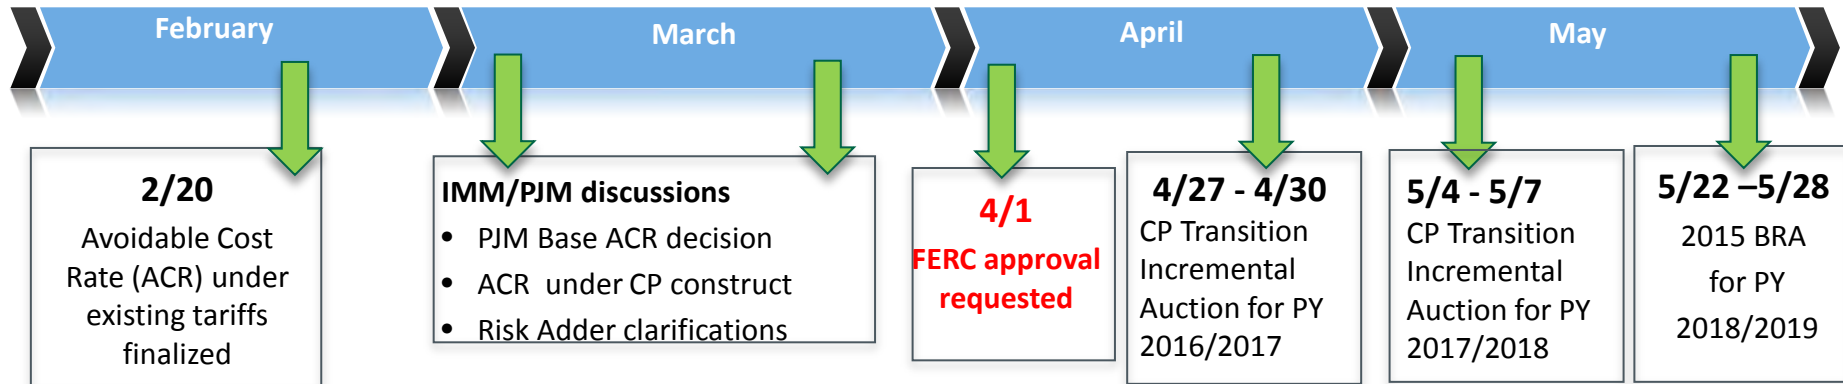 February
March
April
May
2/20
Avoidable Cost
Rate (ACR) under
existing tariffs
finalized
IMM/PJM discussions
• PJM Base ACR decision
• ACR under CP construct
• Risk Adder clarifications
4/1
FERC approval
requested
4/27 - 4/30
CP Transition
Incremental
Auction for PY
2016/2017
5/4 - 5/7
CP Transition
Incremental
Auction for PY
2017/2018
5/22 –5/28
2015 BRA
for PY
2018/2019